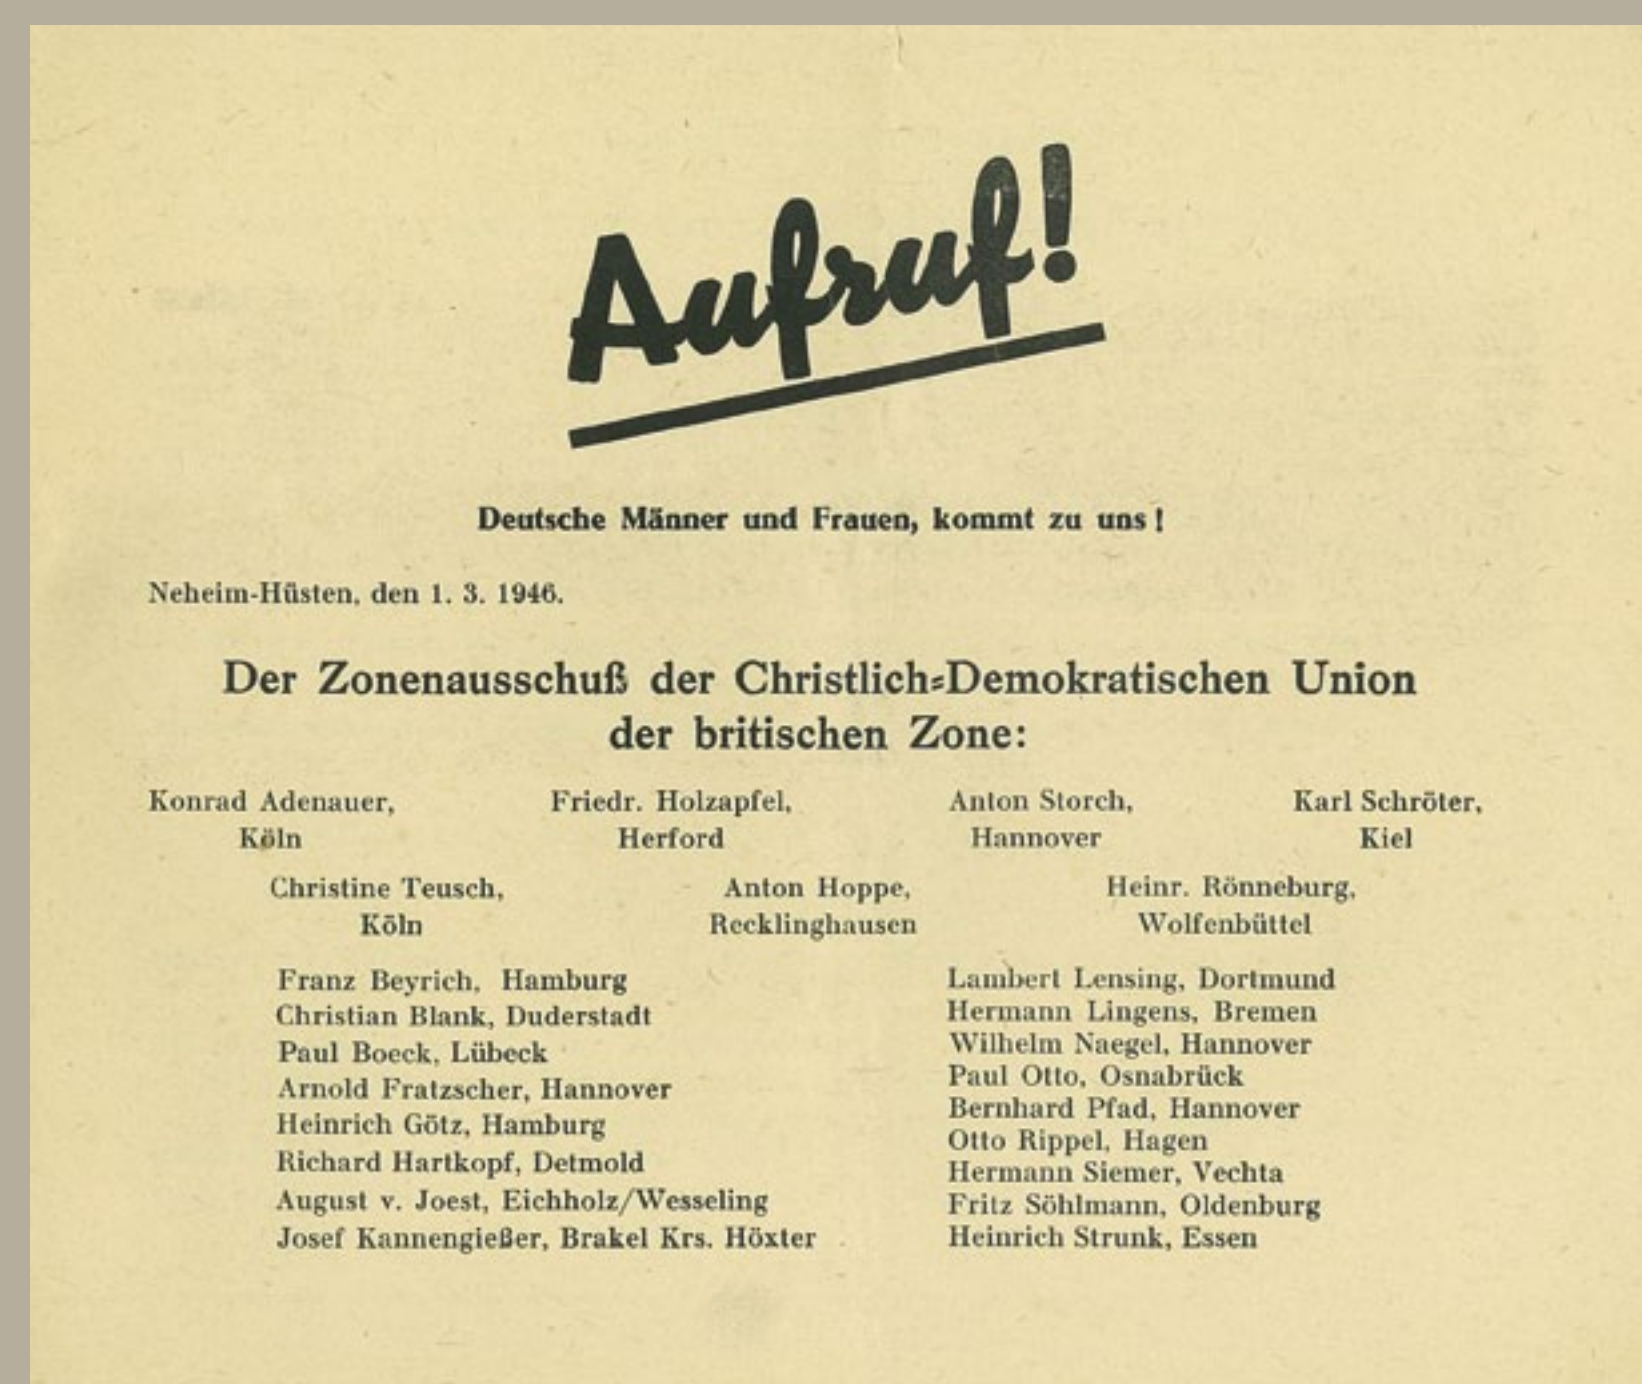 Aufruf!
Deutsche Männer und Frauen, kommt zu uns!
Neheim-Hüsten, den 1. 3. 1946.
Der Zonenausschuß der Christlich-Demokratischen Union
der britischen Zone:
Konrad Adenauer, Friedr. Holzapfel, Anton Storch, Karl Schröter,
Köln Herford Hannover Kiel
Christine Teusch, Anton Hoppe, Heinr. Rönneburg,
Köln Recklinghausen Wolfenbüttel
Franz Beyrich, Hamburg
Christian Blank, Duderstadt
Paul Boeck, Lübeck
Arnold Fratzscher, Hannover
Heinrich Götz, Hamburg
Richard Hartkopf, Detmold
August v. Joest, Eichholz/Wesseling
Josef Kannengießer, Brakel Krs. Höxter
Lambert Lensing, Dortmund
Hermann Lingens, Bremen
Wilhelm Naegel, Hannover
Paul Otto, Osnabrück
Bernhard Pfad, Hannover
Otto Rippel, Hagen
Hermann Siemer, Vechta
Fritz Söhlmann, Oldenburg
Heinrich Strunk, Essen